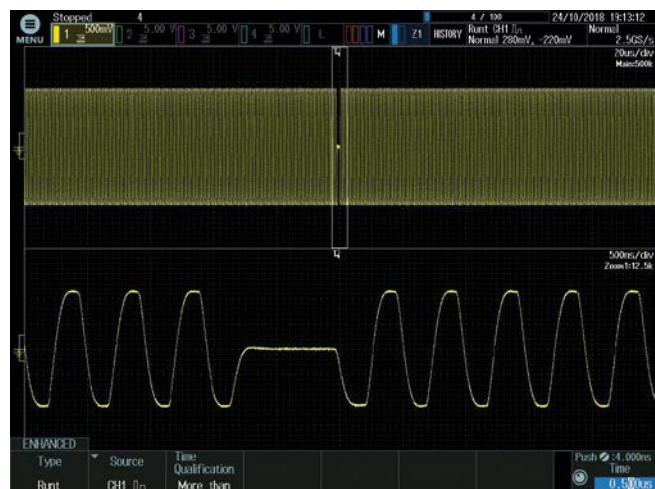 Stopped 4 4 / 100 24/10/2018 19:13:12
MENU 1 500mV 2 5.00 V 3 5.00 V 4 5.00 V L M Z1 HISTORY Runt CH1 Normal
Normal 280mV, -220mV 2.5GS/s
20us/div
Main:500k
500ns/div
Zoom1:12.5k
ENHANCED
Type Source Time Qualification Push :4.000ns
Time
Runt CH1 More than 0.500us